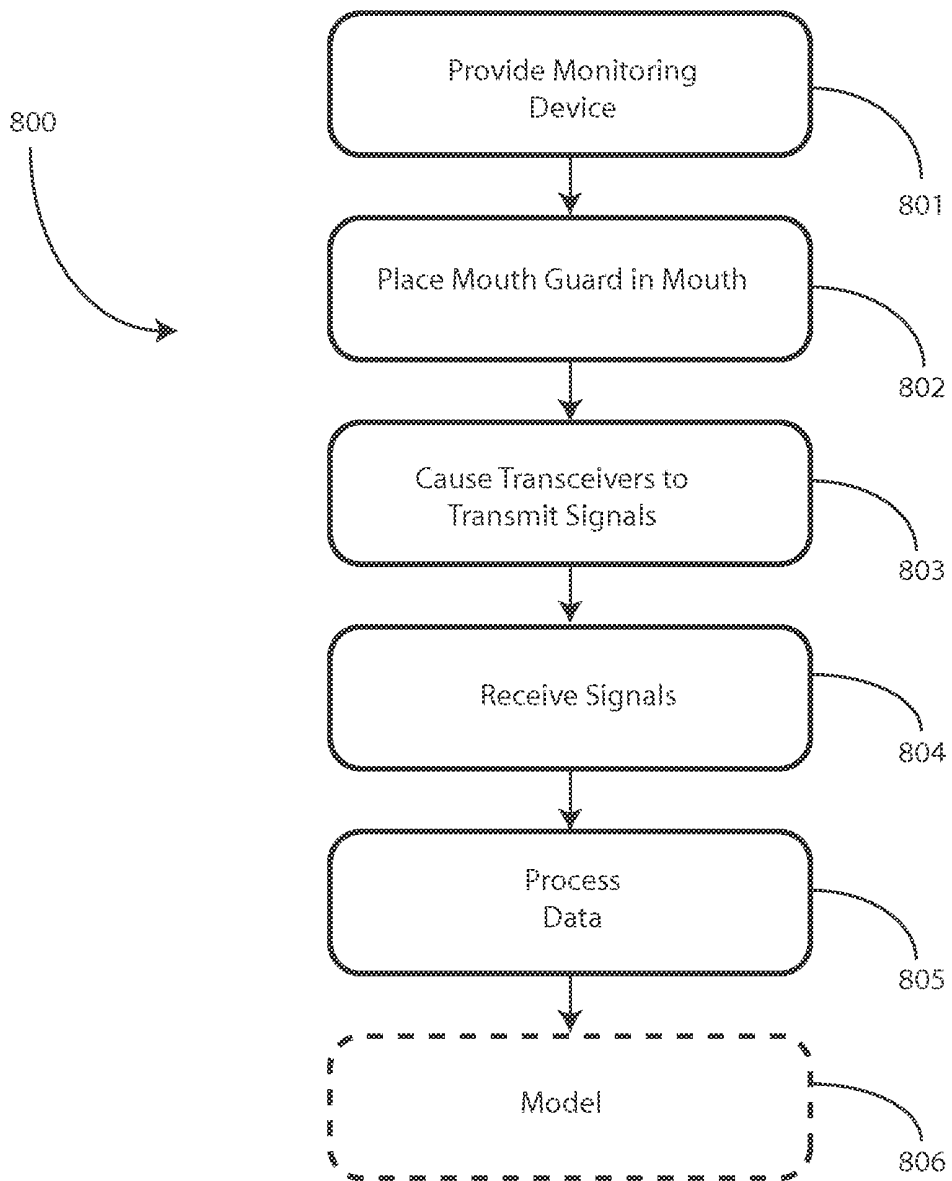 Provide Monitoring
Device
800
801
Place Mouth Guard in Mouth
802
Cause Transceivers to
Transmit Signals
803
Receive Signals
804
Process
Data
805
Model
806